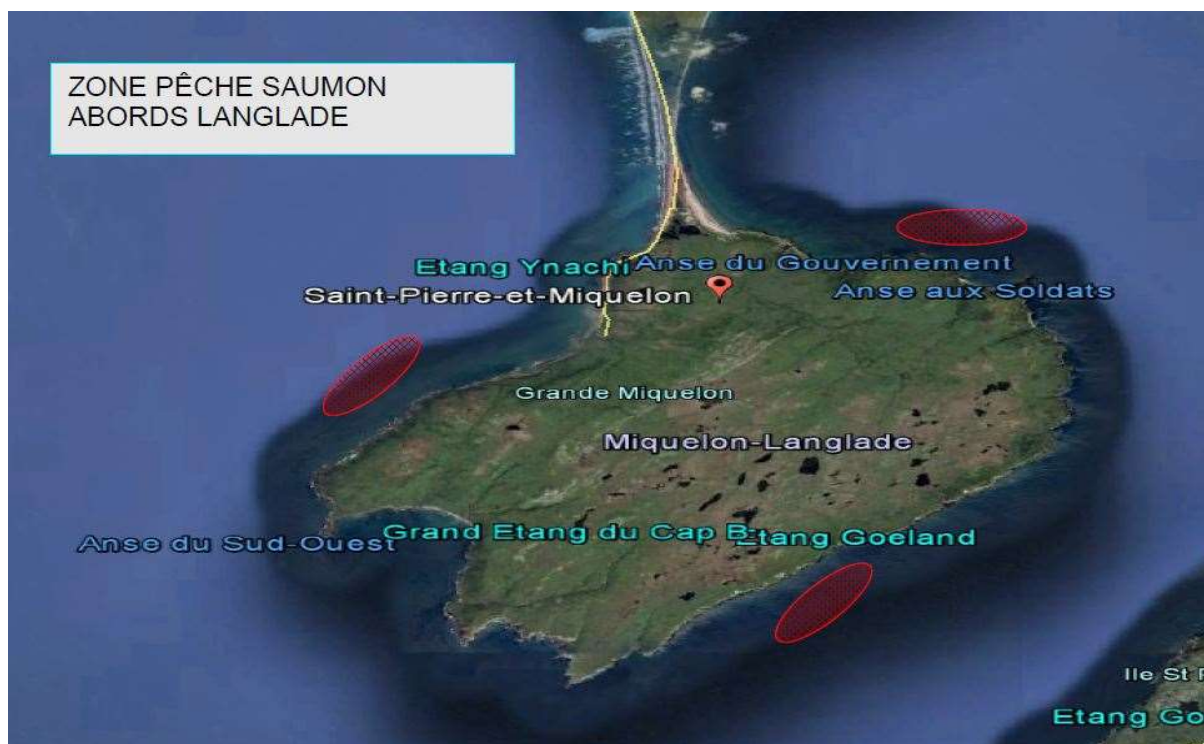 ZONE PÊCHE SAUMON
ABORDS LANGLADE
Etang Ynachi
Anse du Gouvernement
Saint-Pierre-et-Miquelon
Anse aux Soldats
Grande Miquelon
Miquelon-Langlade
Anse du Sud-Ouest
Grand Etang du Cap B
Etang Goeland
Ile St
Etang Go